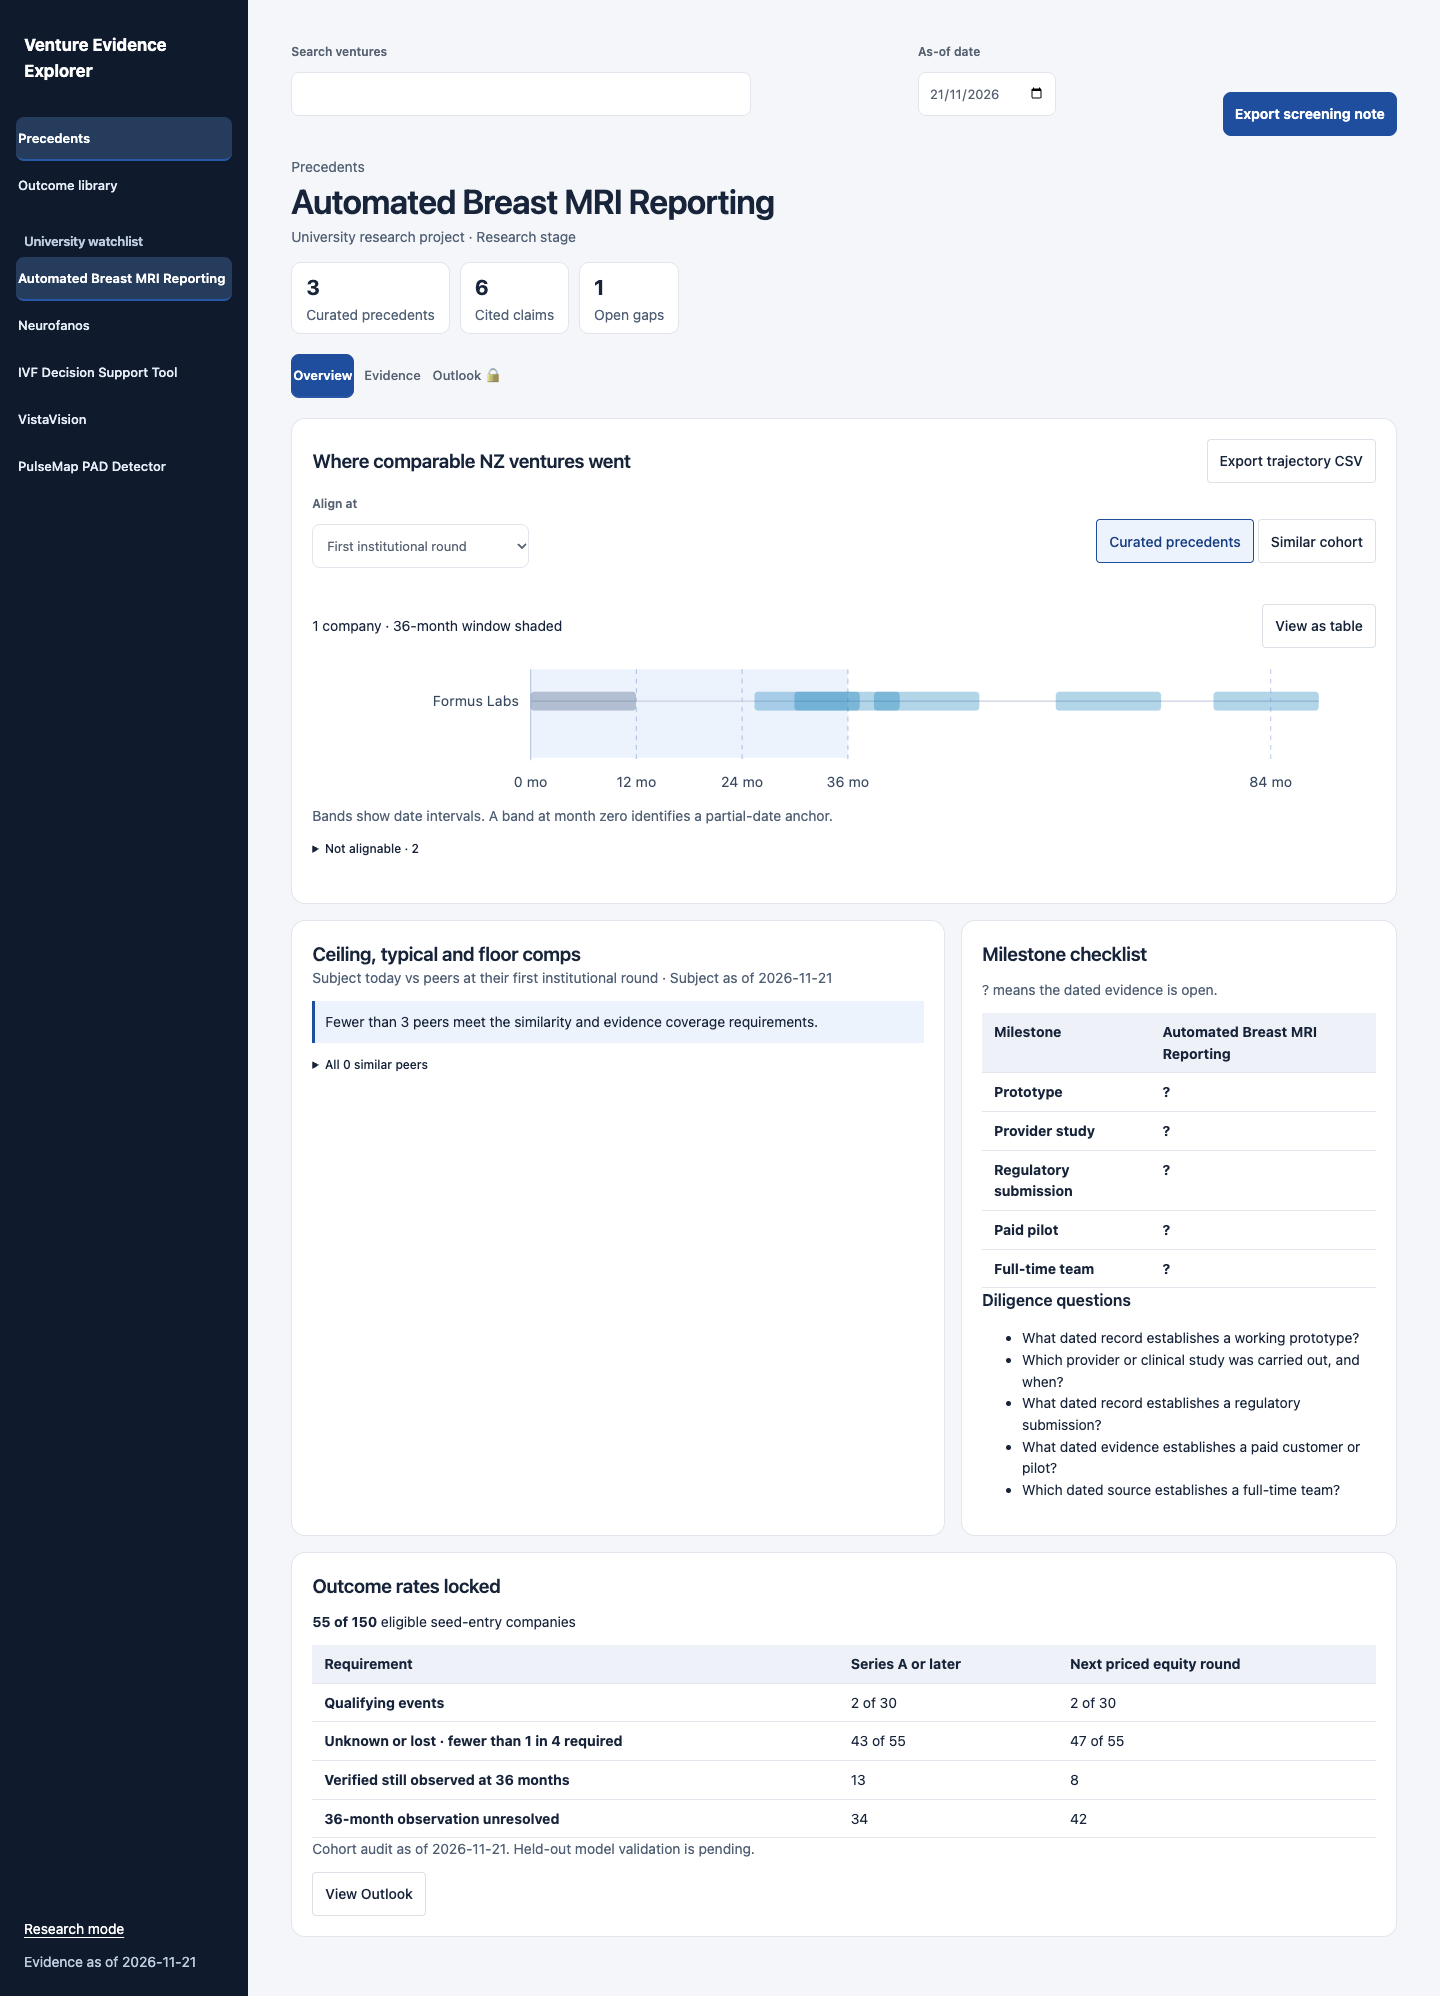 Venture Evidence
Explorer
Precedents
Outcome library
University watchlist
Automated Breast MRI Reporting
Neurofanos
IVF Decision Support Tool
VistaVision
PulseMap PAD Detector
Research mode
Evidence as of 2026-11-21
Search ventures
As-of date
21/11/2026
Export screening note
Precedents
Automated Breast MRI Reporting
University research project · Research stage
3
Curated precedents
6
Cited claims
1
Open gaps
Overview
Evidence
Outlook 🔒
Where comparable NZ ventures went
Export trajectory CSV
Align at
First institutional round
Curated precedents
Similar cohort
1 company · 36-month window shaded
View as table
Formus Labs
0 mo 12 mo 24 mo 36 mo 84 mo
Bands show date intervals. A band at month zero identifies a partial-date anchor.
Not alignable · 2
Ceiling, typical and floor comps
Subject today vs peers at their first institutional round · Subject as of 2026-11-21
Fewer than 3 peers meet the similarity and evidence coverage requirements.
All 0 similar peers
Milestone checklist
? means the dated evidence is open.
Milestone Automated Breast MRI
Reporting
Prototype ?
Provider study ?
Regulatory ?
submission
Paid pilot ?
Full-time team ?
Diligence questions
• What dated record establishes a working prototype?
• Which provider or clinical study was carried out, and
when?
• What dated record establishes a regulatory
submission?
• What dated evidence establishes a paid customer or
pilot?
• Which dated source establishes a full-time team?
Outcome rates locked
55 of 150 eligible seed-entry companies
Requirement Series A or later Next priced equity round
Qualifying events 2 of 30 2 of 30
Unknown or lost · fewer than 1 in 4 required 43 of 55 47 of 55
Verified still observed at 36 months 13 8
36-month observation unresolved 34 42
Cohort audit as of 2026-11-21. Held-out model validation is pending.
View Outlook